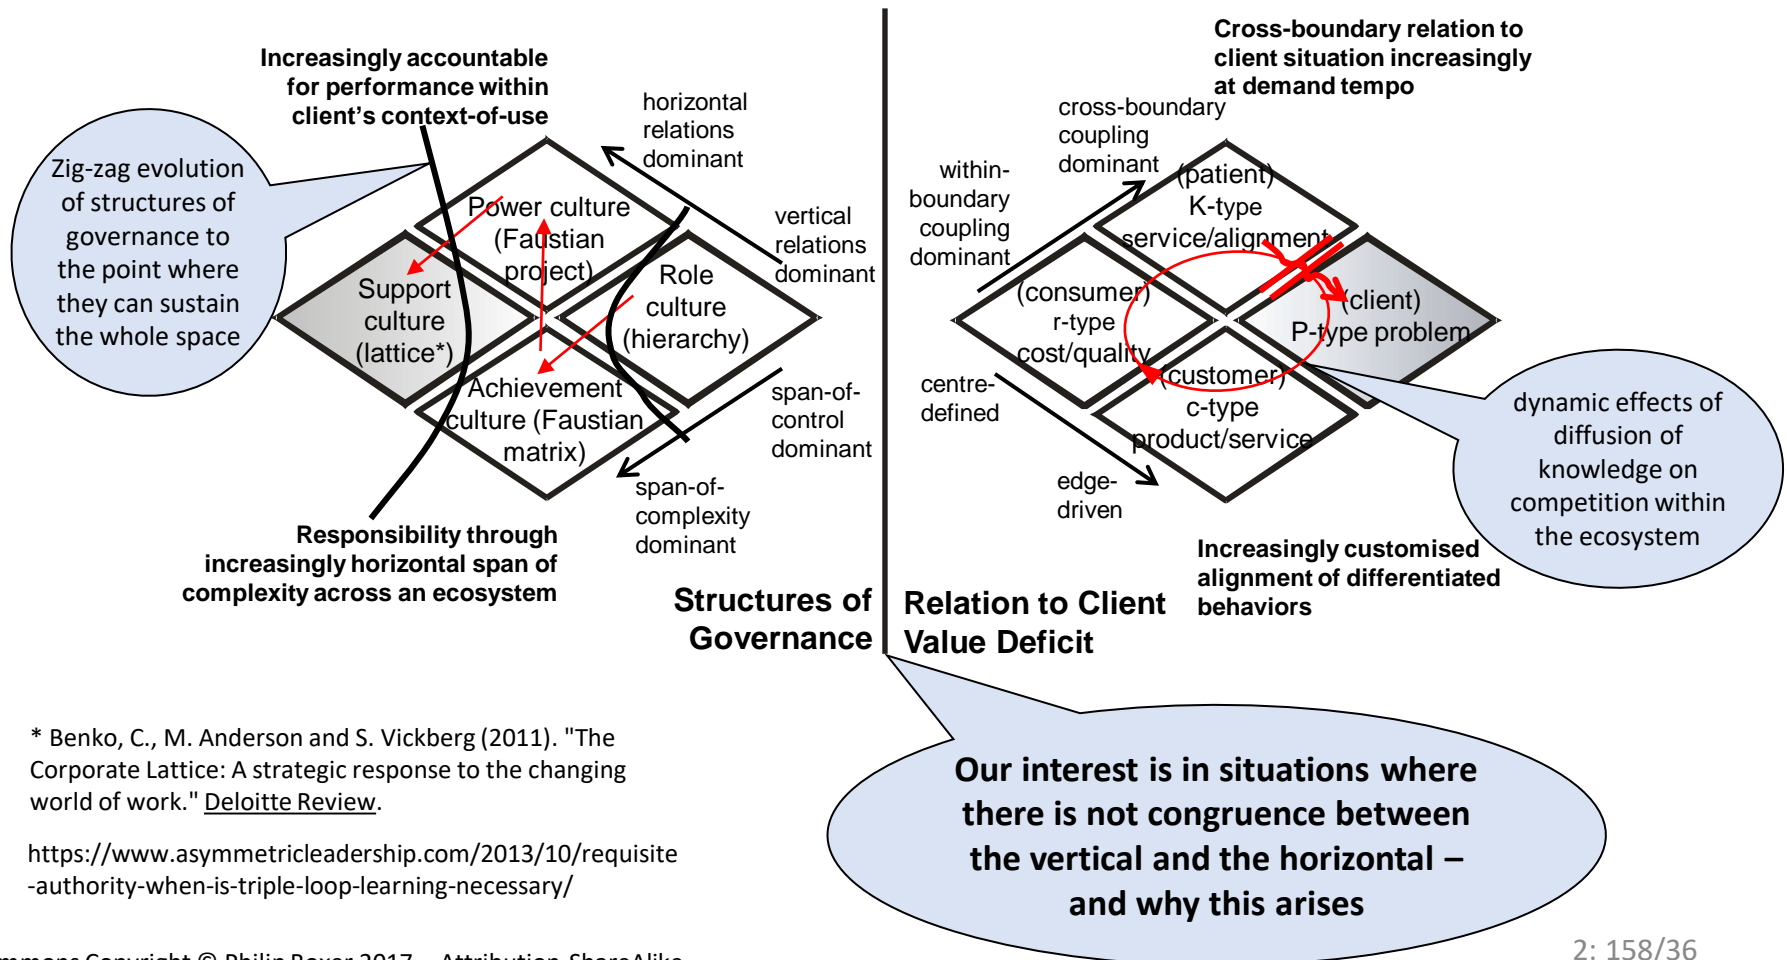 Increasingly accountable
for performance within
client's context-of-use
Zig-zag evolution
of structures of
governance to
the point where
they can sustain
the whole space
horizontal
relations
dominant
vertical
relations
dominant
Power culture
(Faustian
project)
Support
culture
(lattice*)
Role
culture
(hierarchy)
Achievement
culture (Faustian
matrix)
span-of-
control
dominant
span-of-
complexity
dominant
Responsibility through
increasingly horizontal span of
complexity across an ecosystem
Structures of
Governance
Cross-boundary relation to
client situation increasingly
at demand tempo
cross-boundary
coupling
dominant
within-
boundary
coupling
dominant
(patient)
K-type
service/alignment
(consumer)
r-type
cost/quality
(client)
P-type problem
(customer)
c-type
product/service
centre-
defined
edge-
driven
dynamic effects of
diffusion of
knowledge on
competition within
the ecosystem
Increasingly customised
alignment of differentiated
behaviors
Relation to Client
Value Deficit
Our interest is in situations where
there is not congruence between
the vertical and the horizontal –
and why this arises
* Benko, C., M. Anderson and S. Vickberg (2011). "The
Corporate Lattice: A strategic response to the changing
world of work." Deloitte Review.
https://www.asymmetricleadership.com/2013/10/requisite
-authority-when-is-triple-loop-learning-necessary/
Copyright © Philip Boxer 2017 Attribution-ShareAlike
2: 158/36